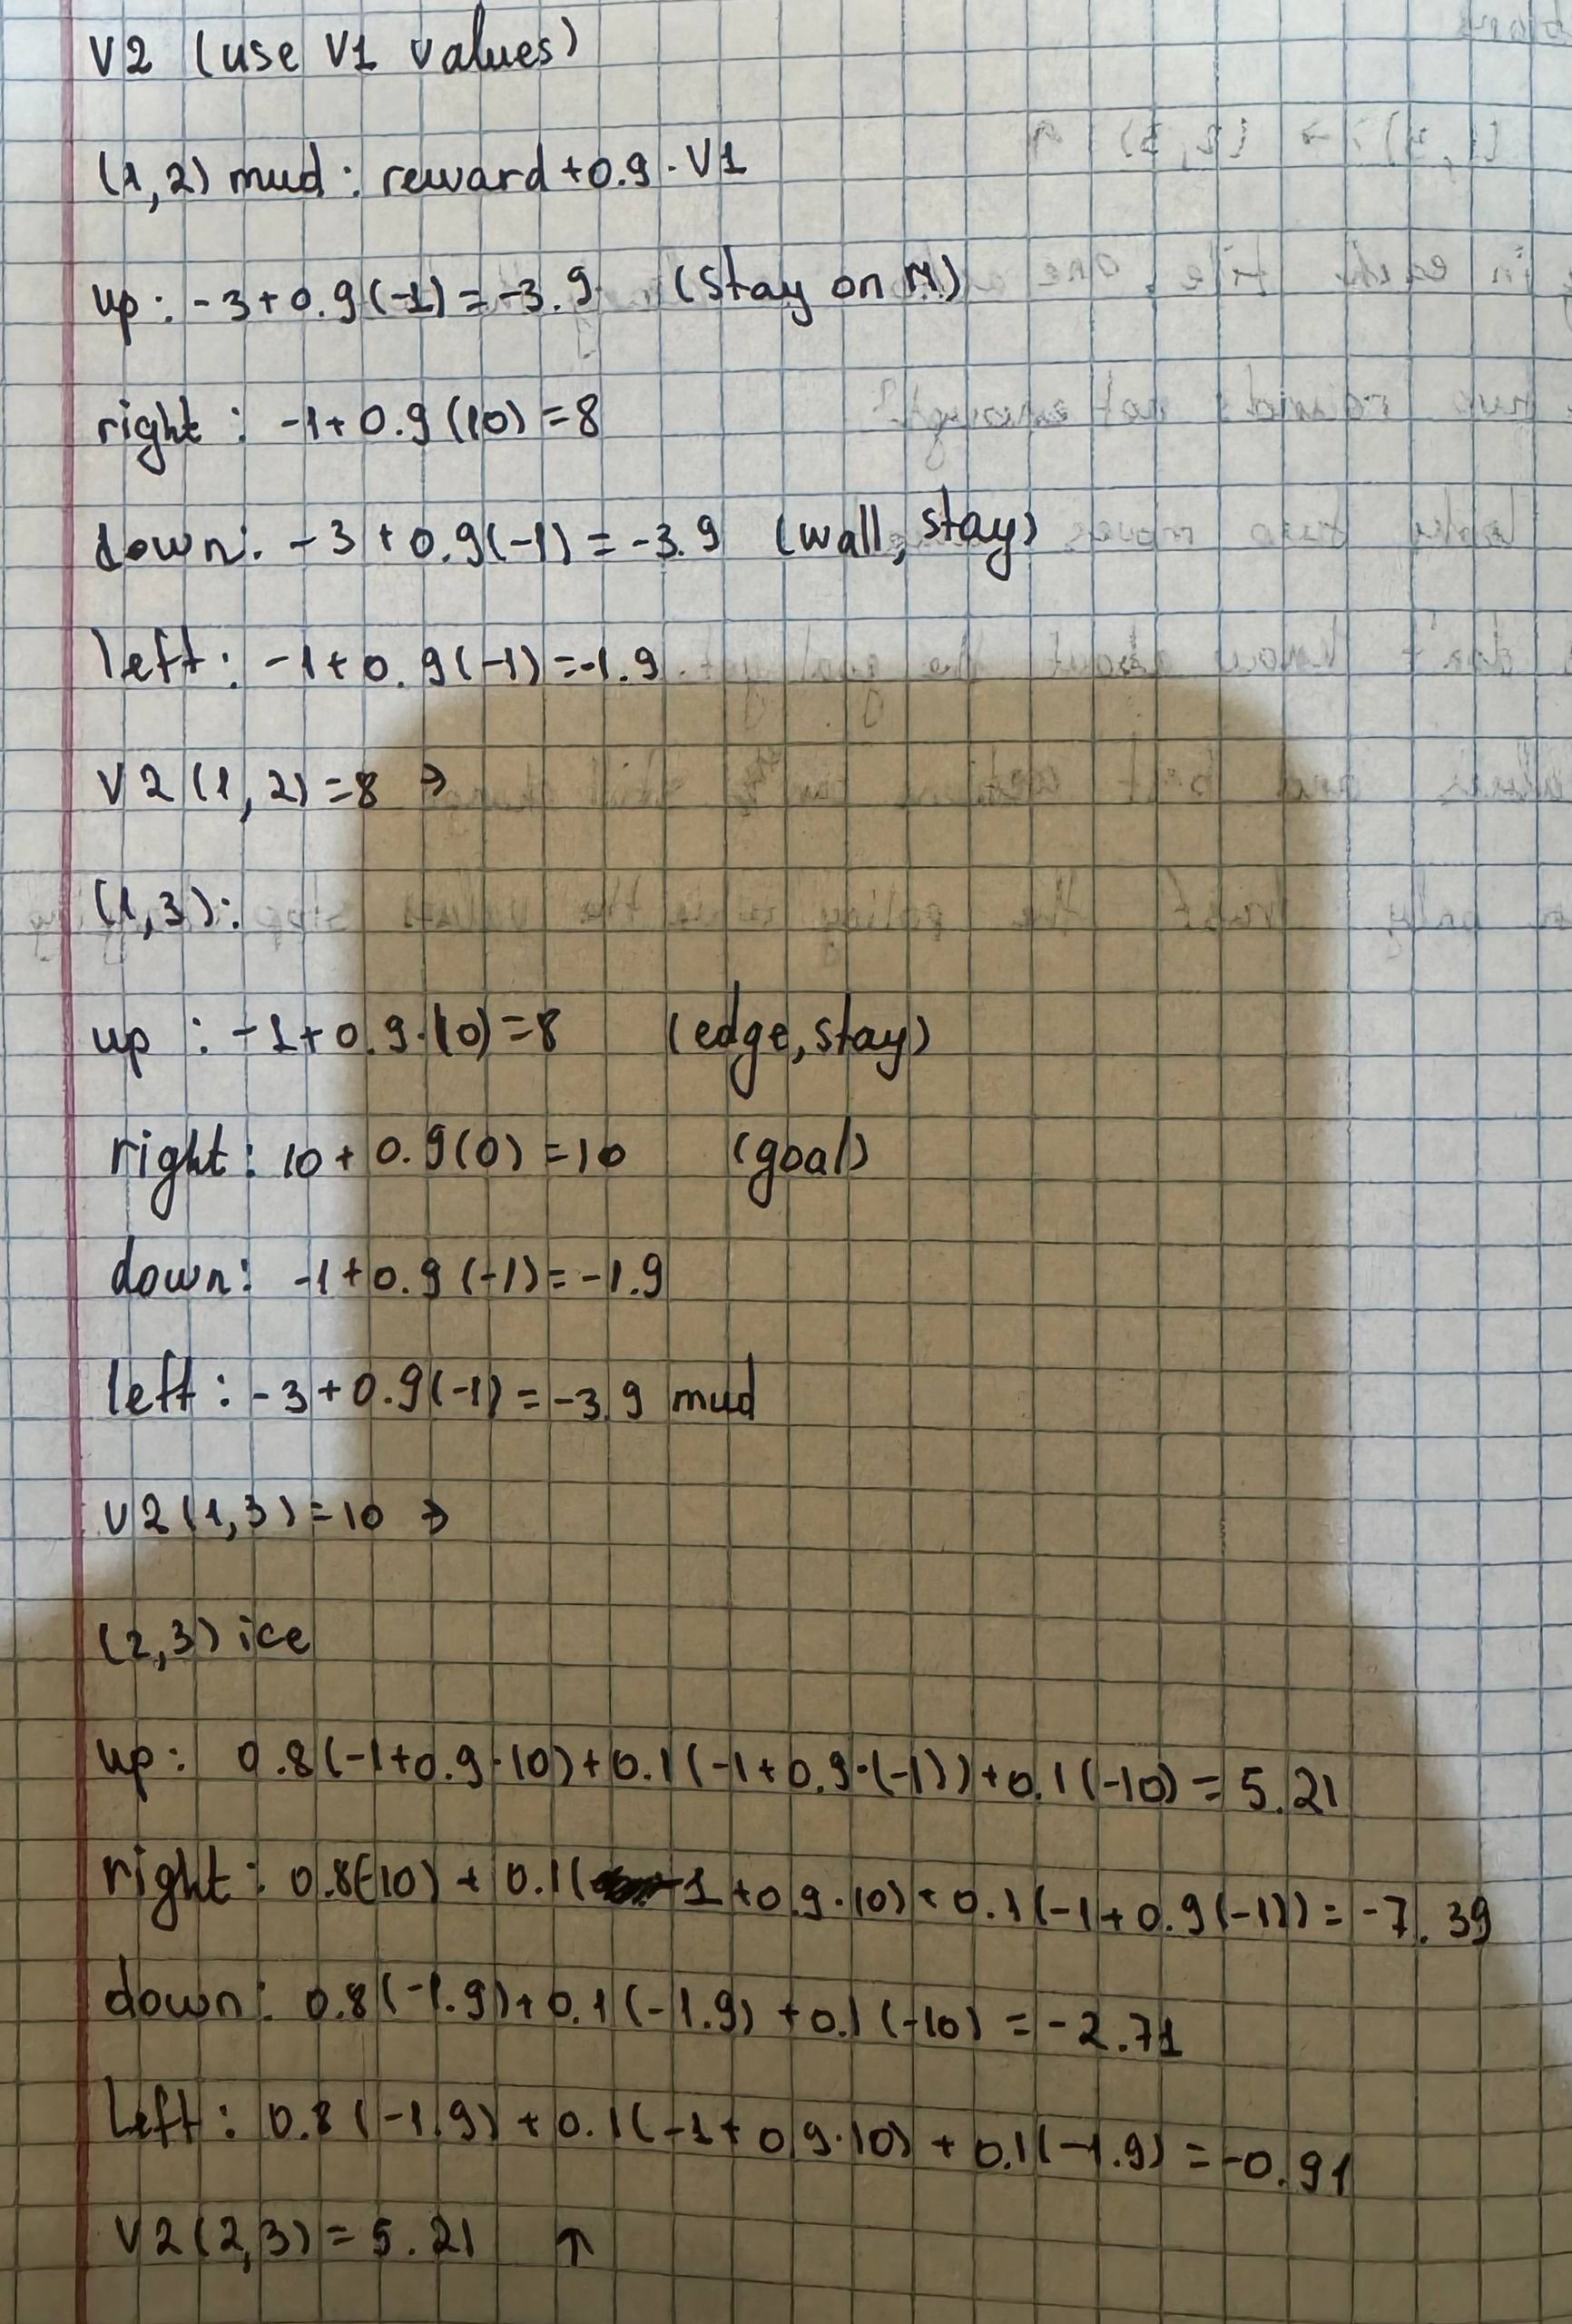 V2 (use V1 values)
(1,2) mud: reward + 0.9 · V1
up: -3 + 0.9 (-1) = -3.9 (stay on M)
right: -1 + 0.9 (10) = 8
down: -3 + 0.9 (-1) = -3.9 (wall, stay)
left: -1 + 0.9 (-1) = -1.9
V2 (1,2) = 8 →
(1,3):
up: -1 + 0.9 · 10) = 8 (edge, stay)
right: 10 + 0.9 (0) = 10 (goal)
down: -1 + 0.9 (-1) = -1.9
left: -3 + 0.9 (-1) = -3.9 mud
V2 (1,3) = 10 →
(2,3) ice
up: 0.8 (-1 + 0.9 · 10) + 0.1 (-1 + 0.9 · (-1)) + 0.1 (-10) = 5.21
right: 0.8(-10) + 0.1( -1 + 0.9 · 10) + 0.1 (-1 + 0.9 (-1)) = -7.39
down: 0.8 (-1.9) + 0.1 (-1.9) + 0.1 (-10) = -2.71
left: 0.8 (-1.9) + 0.1 (-1 + 0.9 · 10) + 0.1 (-1.9) = -0.91
V2 (2,3) = 5.21 ↑